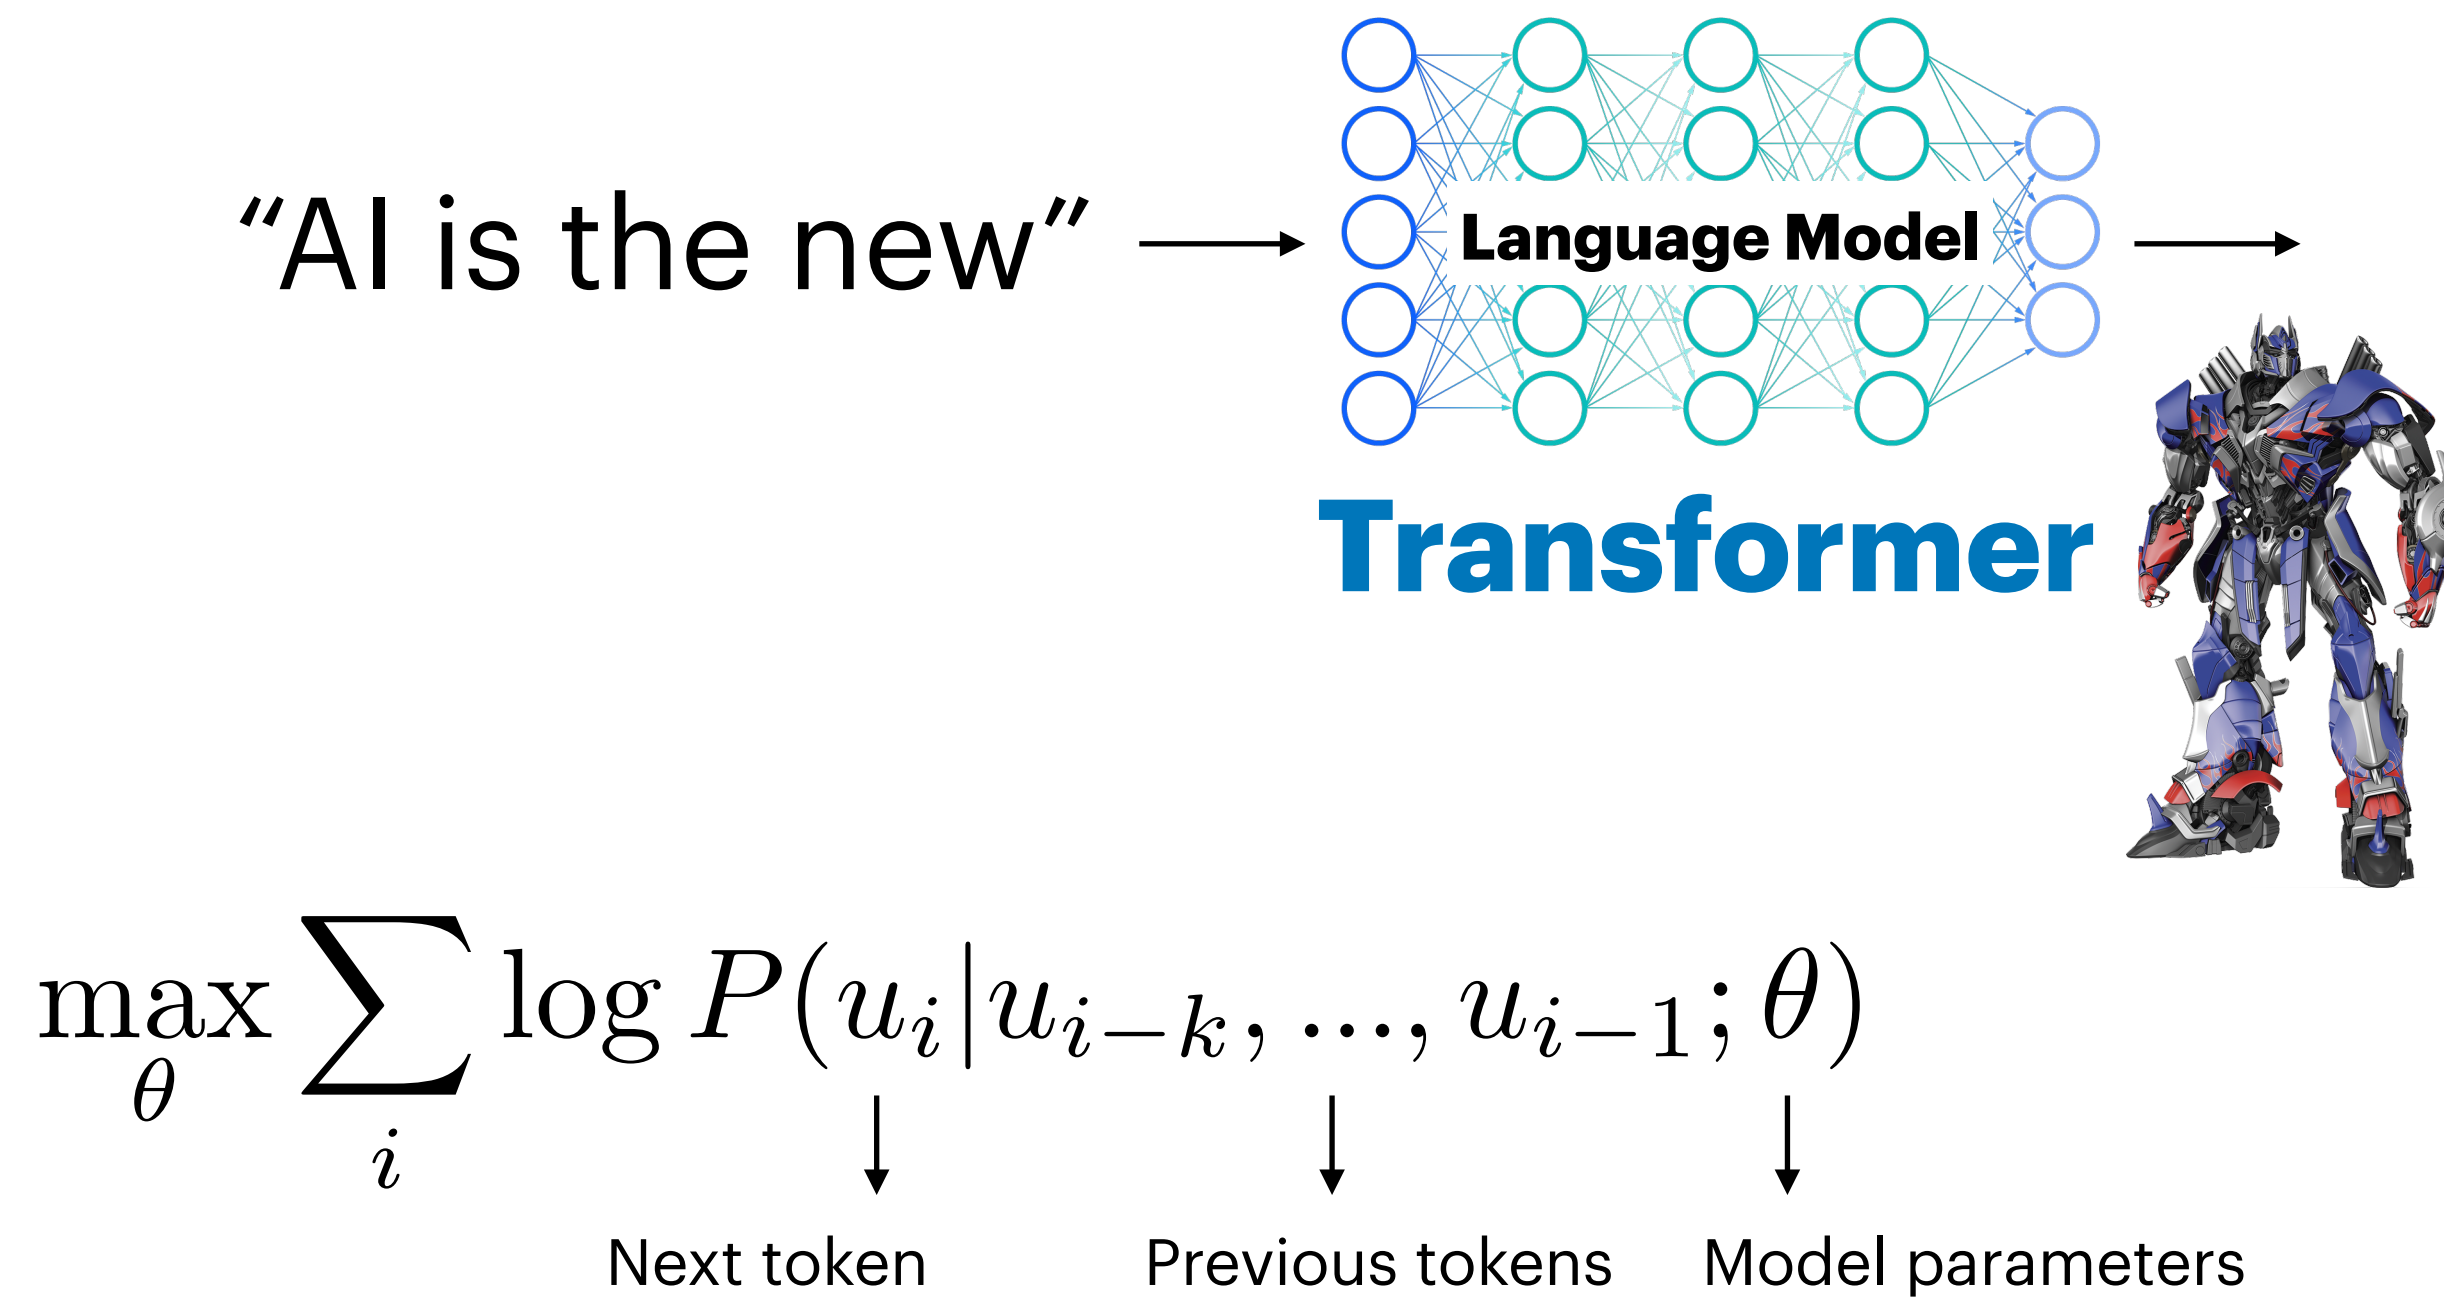 “AI is the new”
Language Model
Transformer
max_θ ∑_i log P(u_i|u_{i−k}, ..., u_{i−1}; θ)
Next token
Previous tokens
Model parameters